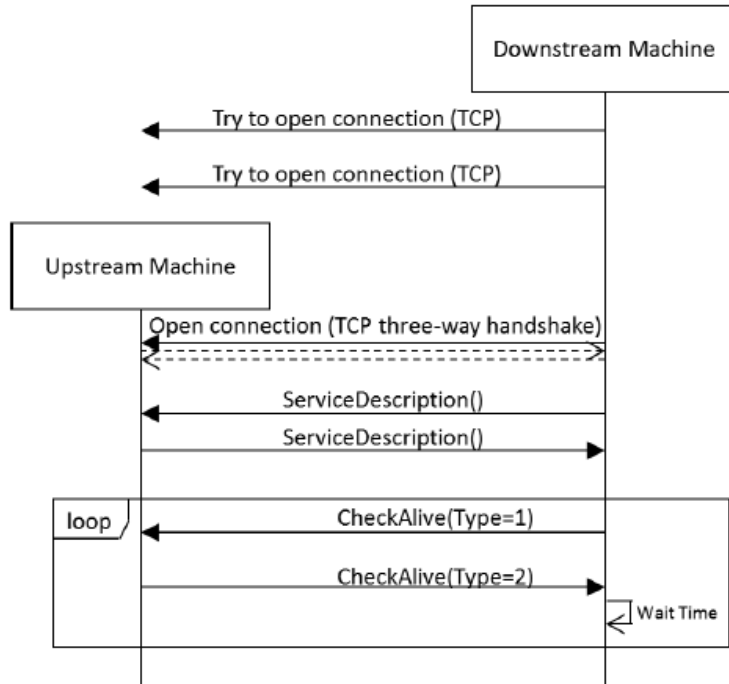 Downstream Machine
Try to open connection (TCP)
Try to open connection (TCP)
Upstream Machine
Open connection (TCP three-way handshake)
ServiceDescription()
ServiceDescription()
loop
CheckAlive(Type=1)
CheckAlive(Type=2)
Wait Time